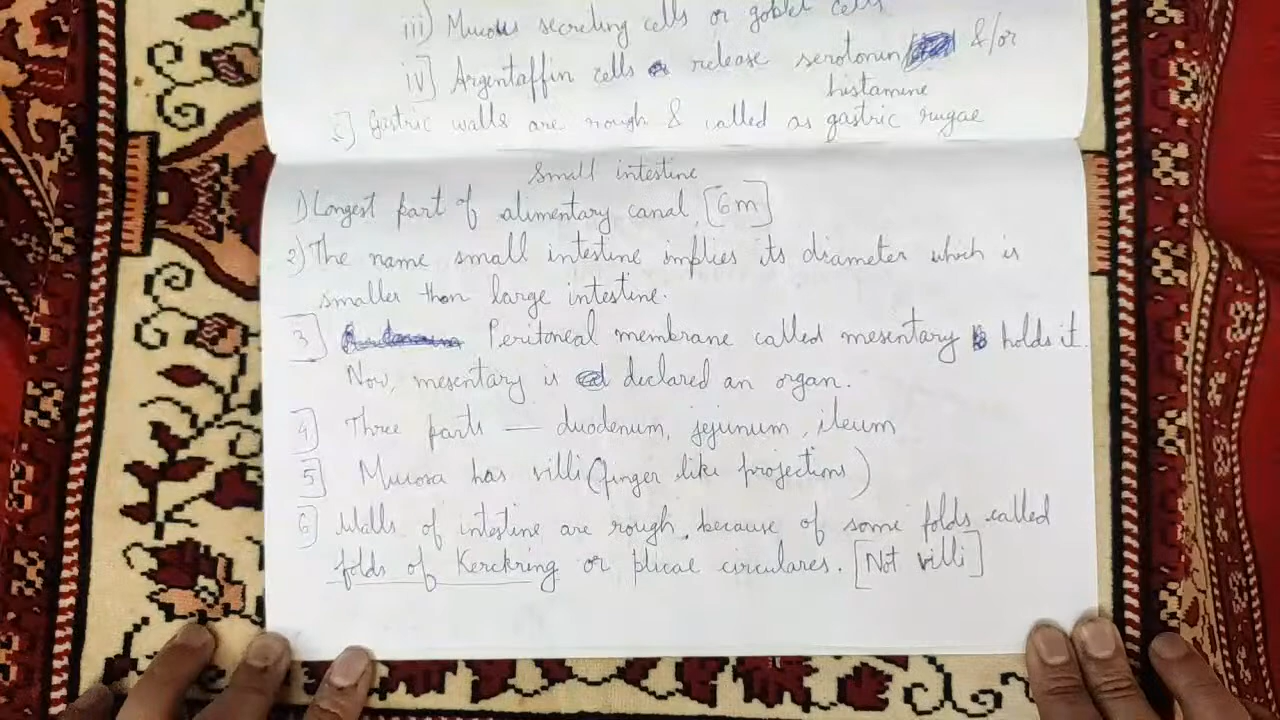 iii) Mucous secreting cells or goblet cells
iv] Argentaffin cells release serotonin &/or
histamine
c] Gastric walls are rough & called as gastric rugae
Small intestine
1) Longest part of alimentary canal [6m]
2) The name small intestine implies its diameter which is
smaller than large intestine.
3 Peritoneal membrane called mesentary holds it.
Now, mesentary is declared an organ.
4 Three parts — duodenum, jejunum, ileum
5 Mucosa has villi (finger like projections)
6 Walls of intestine are rough because of some folds called
folds of Kerckring or plicae circulares. [Not villi]